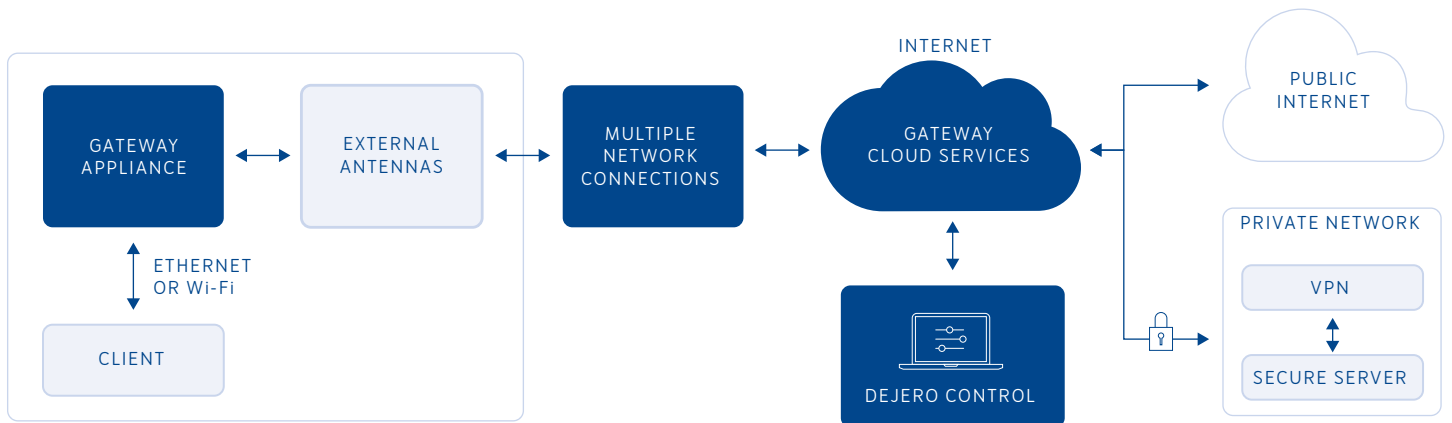 GATEWAY
APPLIANCE
EXTERNAL
ANTENNAS
ETHERNET
OR Wi-Fi
CLIENT
MULTIPLE
NETWORK
CONNECTIONS
INTERNET
GATEWAY
CLOUD SERVICES
DEJERO CONTROL
PUBLIC
INTERNET
PRIVATE NETWORK
VPN
SECURE SERVER